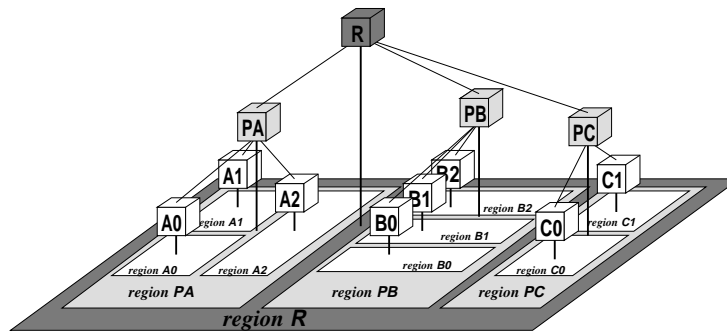 R
PA
PB
PC
A1
B2
C1
A2
B1
A0
B0
C0
region A1
region B2
region C1
region B1
region A0
region A2
region B0
region C0
region PA
region PB
region PC
region R